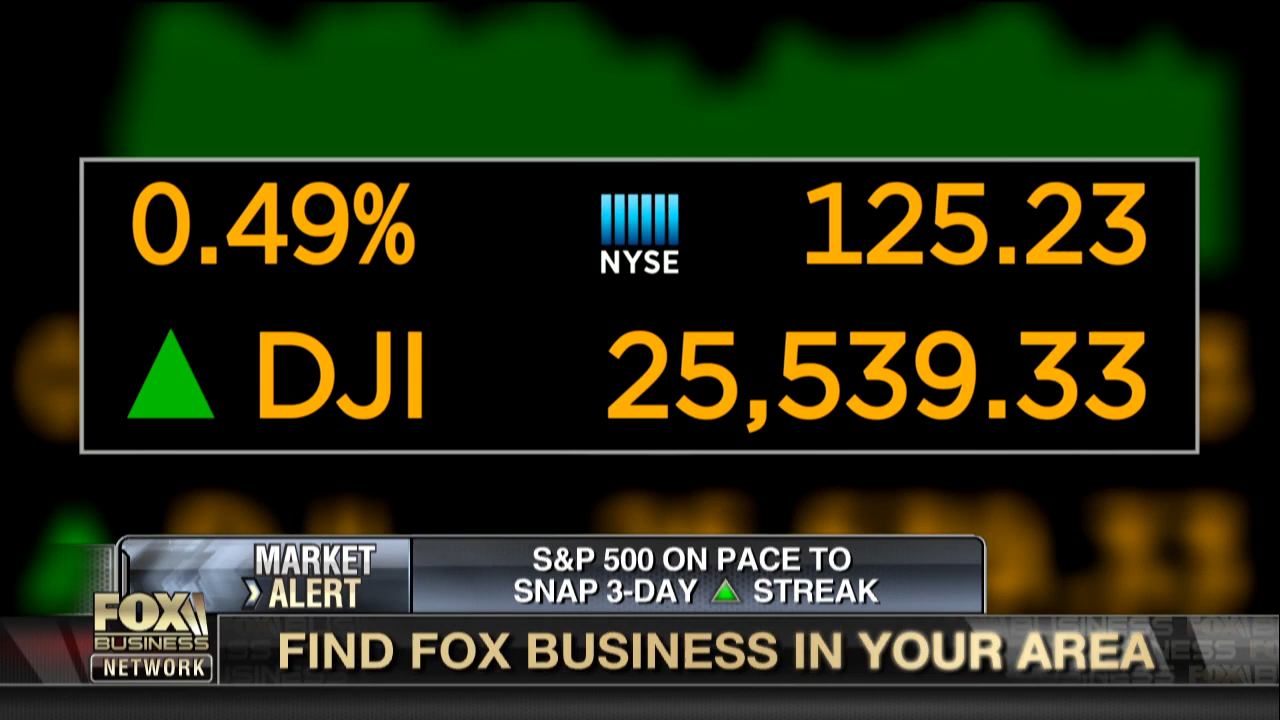 0.49%
NYSE
125.23
DJI
25,539.33
MARKET
ALERT
S&P 500 ON PACE TO
SNAP 3-DAY ▲ STREAK
FOX
BUSINESS
NETWORK
FIND FOX BUSINESS IN YOUR AREA